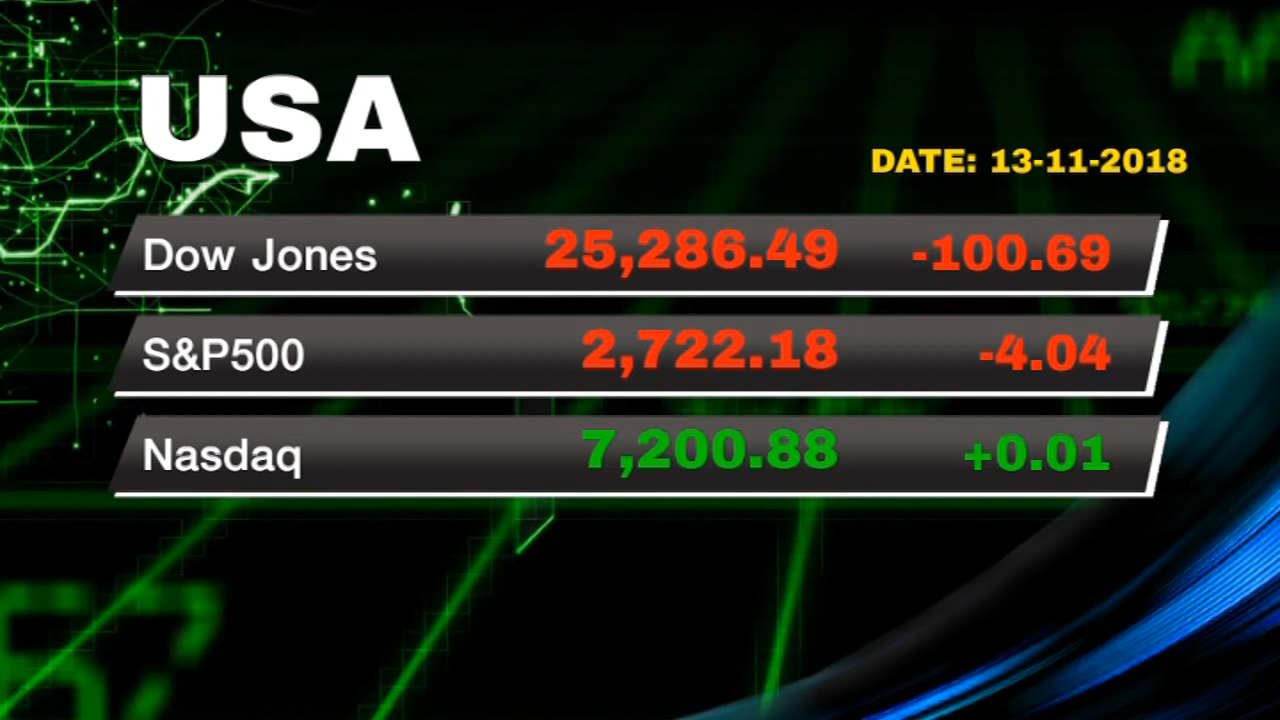 USA
DATE: 13-11-2018
Dow Jones 25,286.49 -100.69
S&P500 2,722.18 -4.04
Nasdaq 7,200.88 +0.01
57